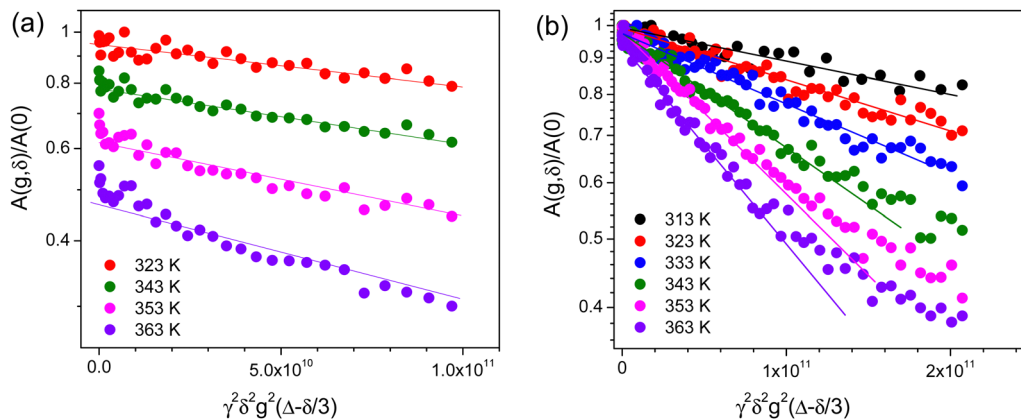 (a)
A(g,δ)/A(0)
1
0.8
0.6
0.4
323 K
343 K
353 K
363 K
0.0
5.0x10¹⁰
1.0x10¹¹
γ²δ²g²(Δ-δ/3)
(b)
A(g,δ)/A(0)
1
0.9
0.8
0.7
0.6
0.5
0.4
313 K
323 K
333 K
343 K
353 K
363 K
0
1x10¹¹
2x10¹¹
γ²δ²g²(Δ-δ/3)